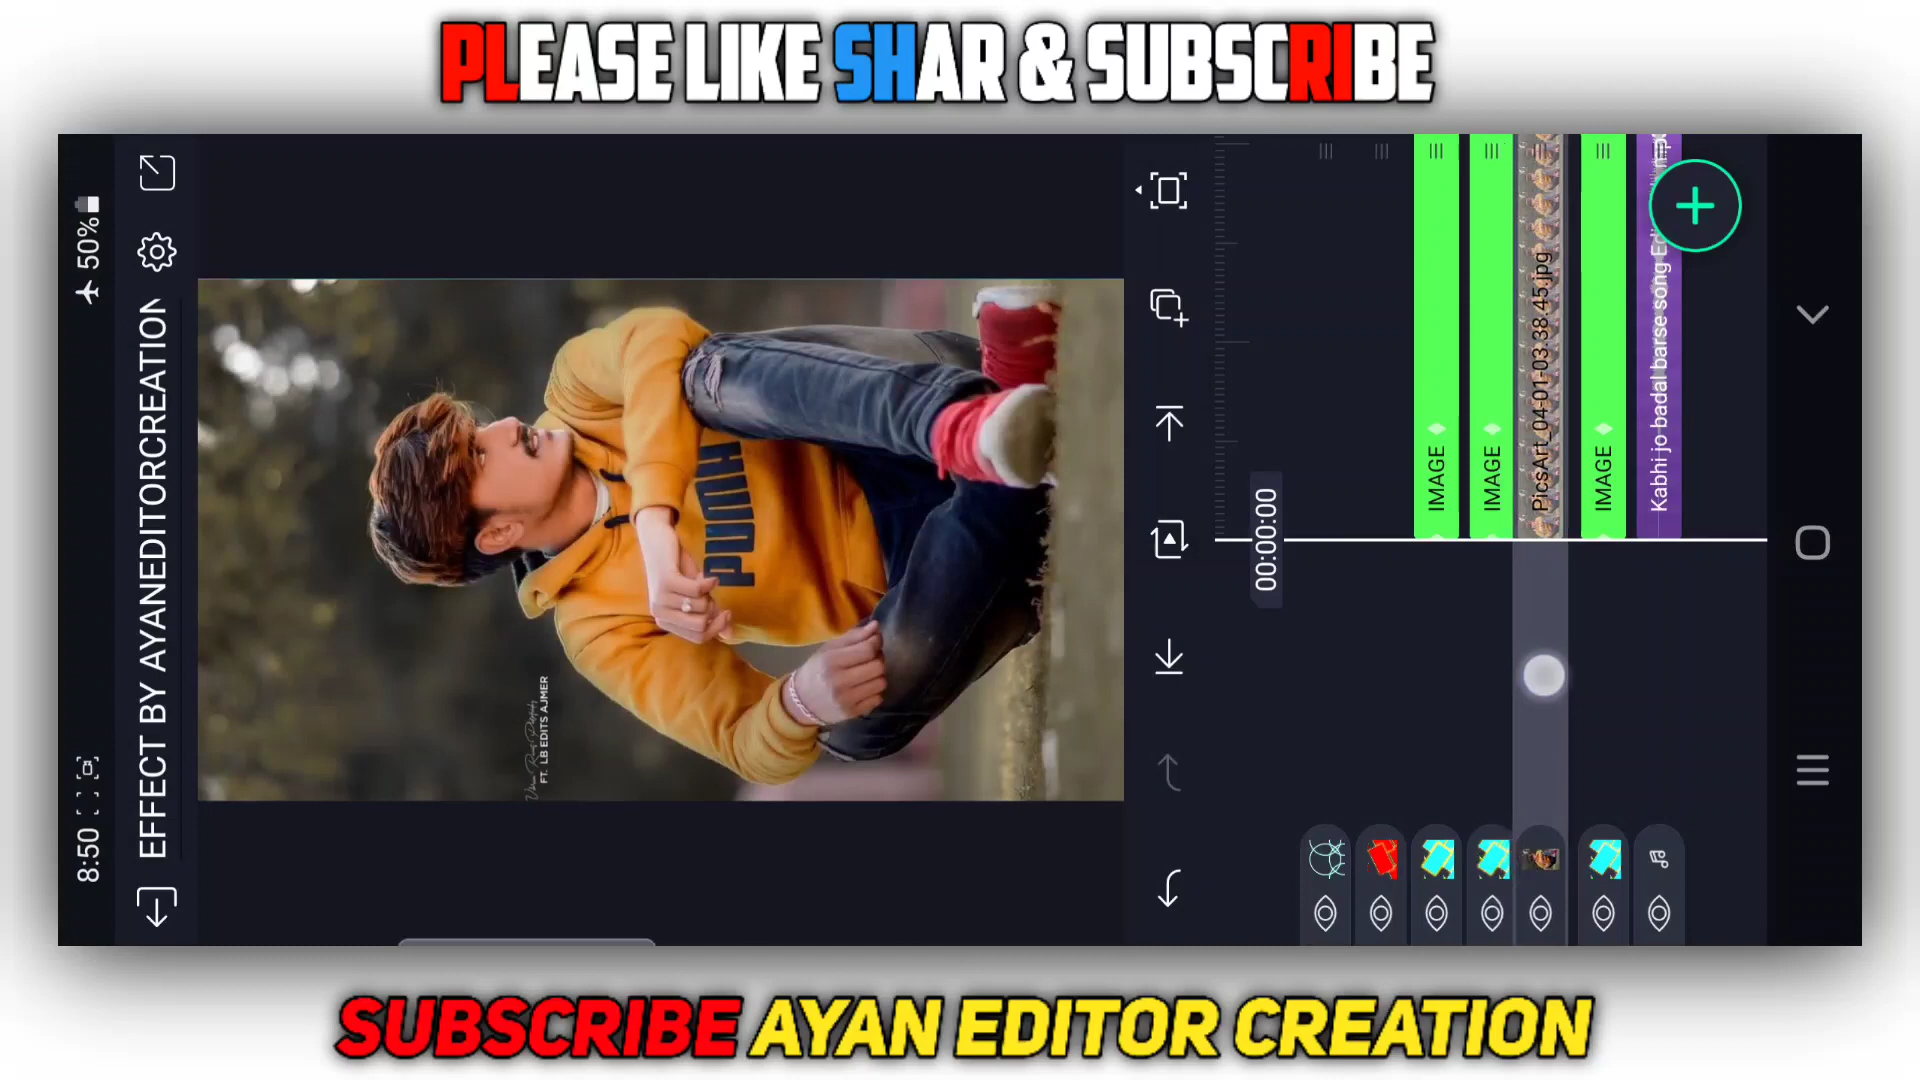 PLEASE LIKE SHAR & SUBSCRIBE
8:50
50%
EFFECT BY AYANEDITORCREATION
PUMA
FT. LB EDITS AJMER
00:00:00
IMAGE
IMAGE
PicsArt_04-01-03.38.45.jpg
IMAGE
Kabhi jo badal barse song
SUBSCRIBE AYAN EDITOR CREATION